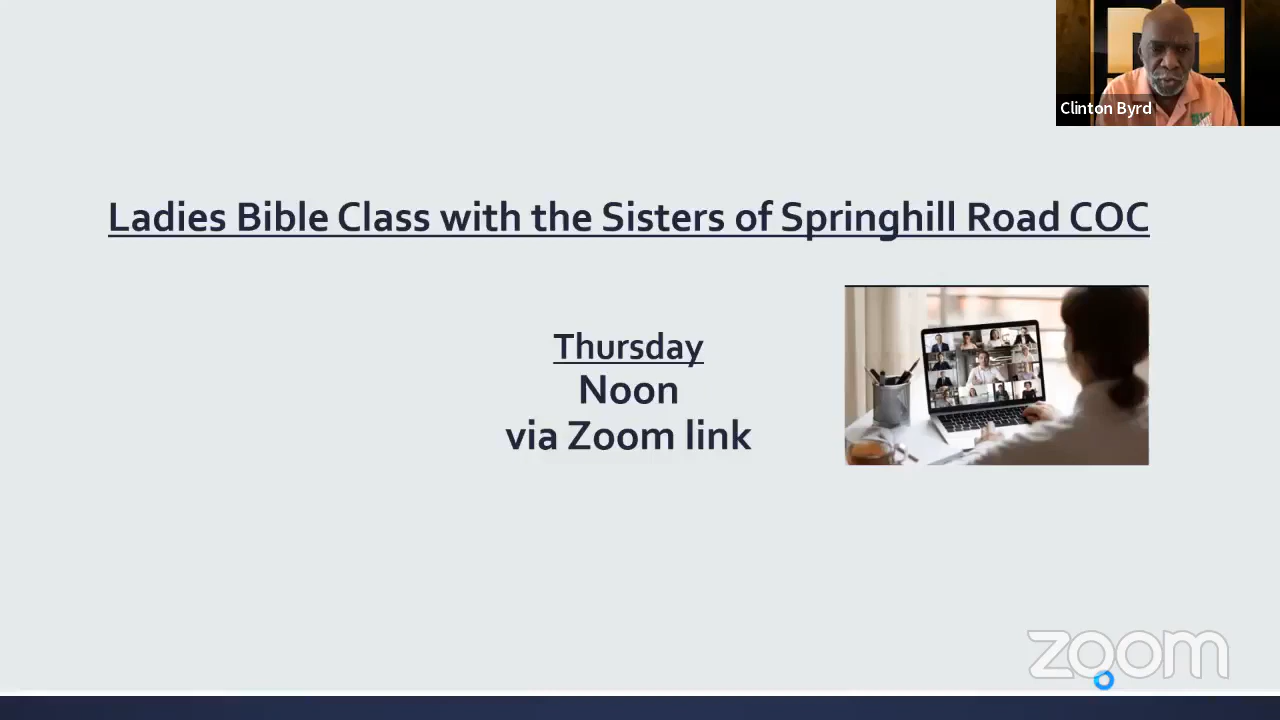 Clinton Byrd
Ladies Bible Class with the Sisters of Springhill Road COC
Thursday
Noon
via Zoom link
zoom